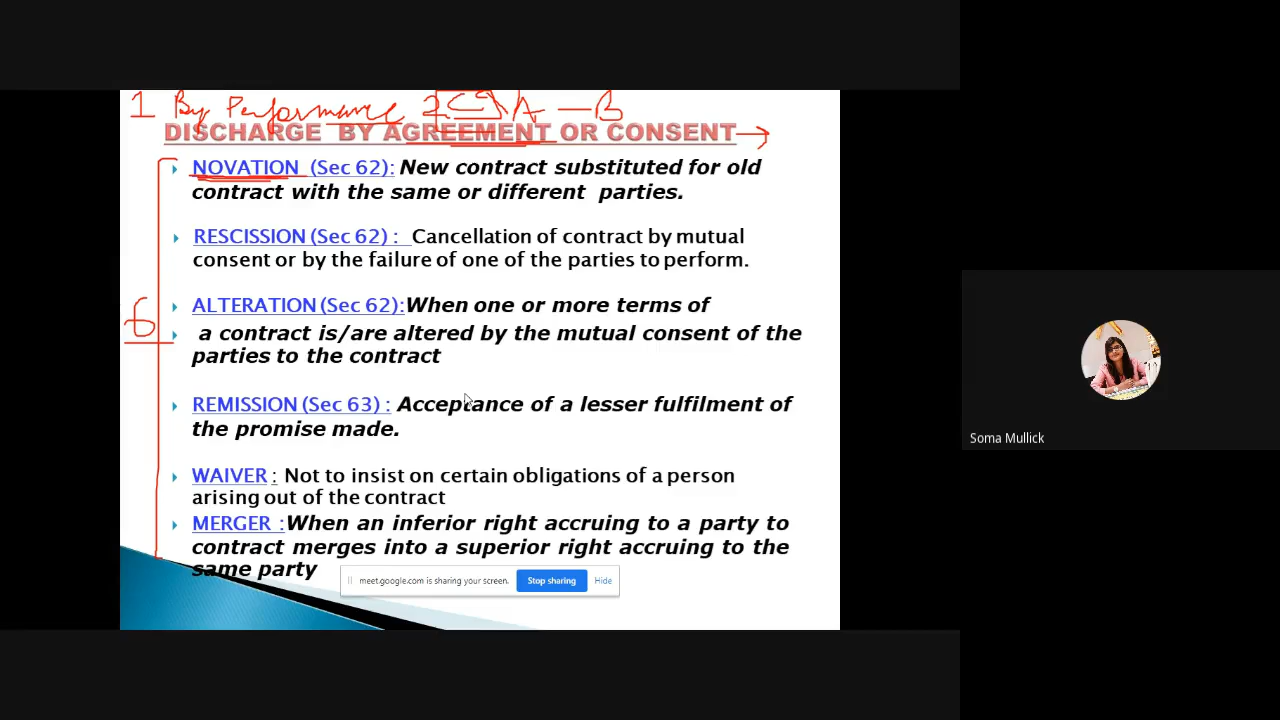 1 By Performance 2 A — B
DISCHARGE BY AGREEMENT OR CONSENT
NOVATION (Sec 62): New contract substituted for old
contract with the same or different parties.
RESCISSION (Sec 62) : Cancellation of contract by mutual
consent or by the failure of one of the parties to perform.
6
ALTERATION (Sec 62):When one or more terms of
a contract is/are altered by the mutual consent of the
parties to the contract
REMISSION (Sec 63) : Acceptance of a lesser fulfilment of
the promise made.
WAIVER : Not to insist on certain obligations of a person
arising out of the contract
MERGER :When an inferior right accruing to a party to
contract merges into a superior right accruing to the
same party
meet.google.com is sharing your screen. Stop sharing Hide
Soma Mullick